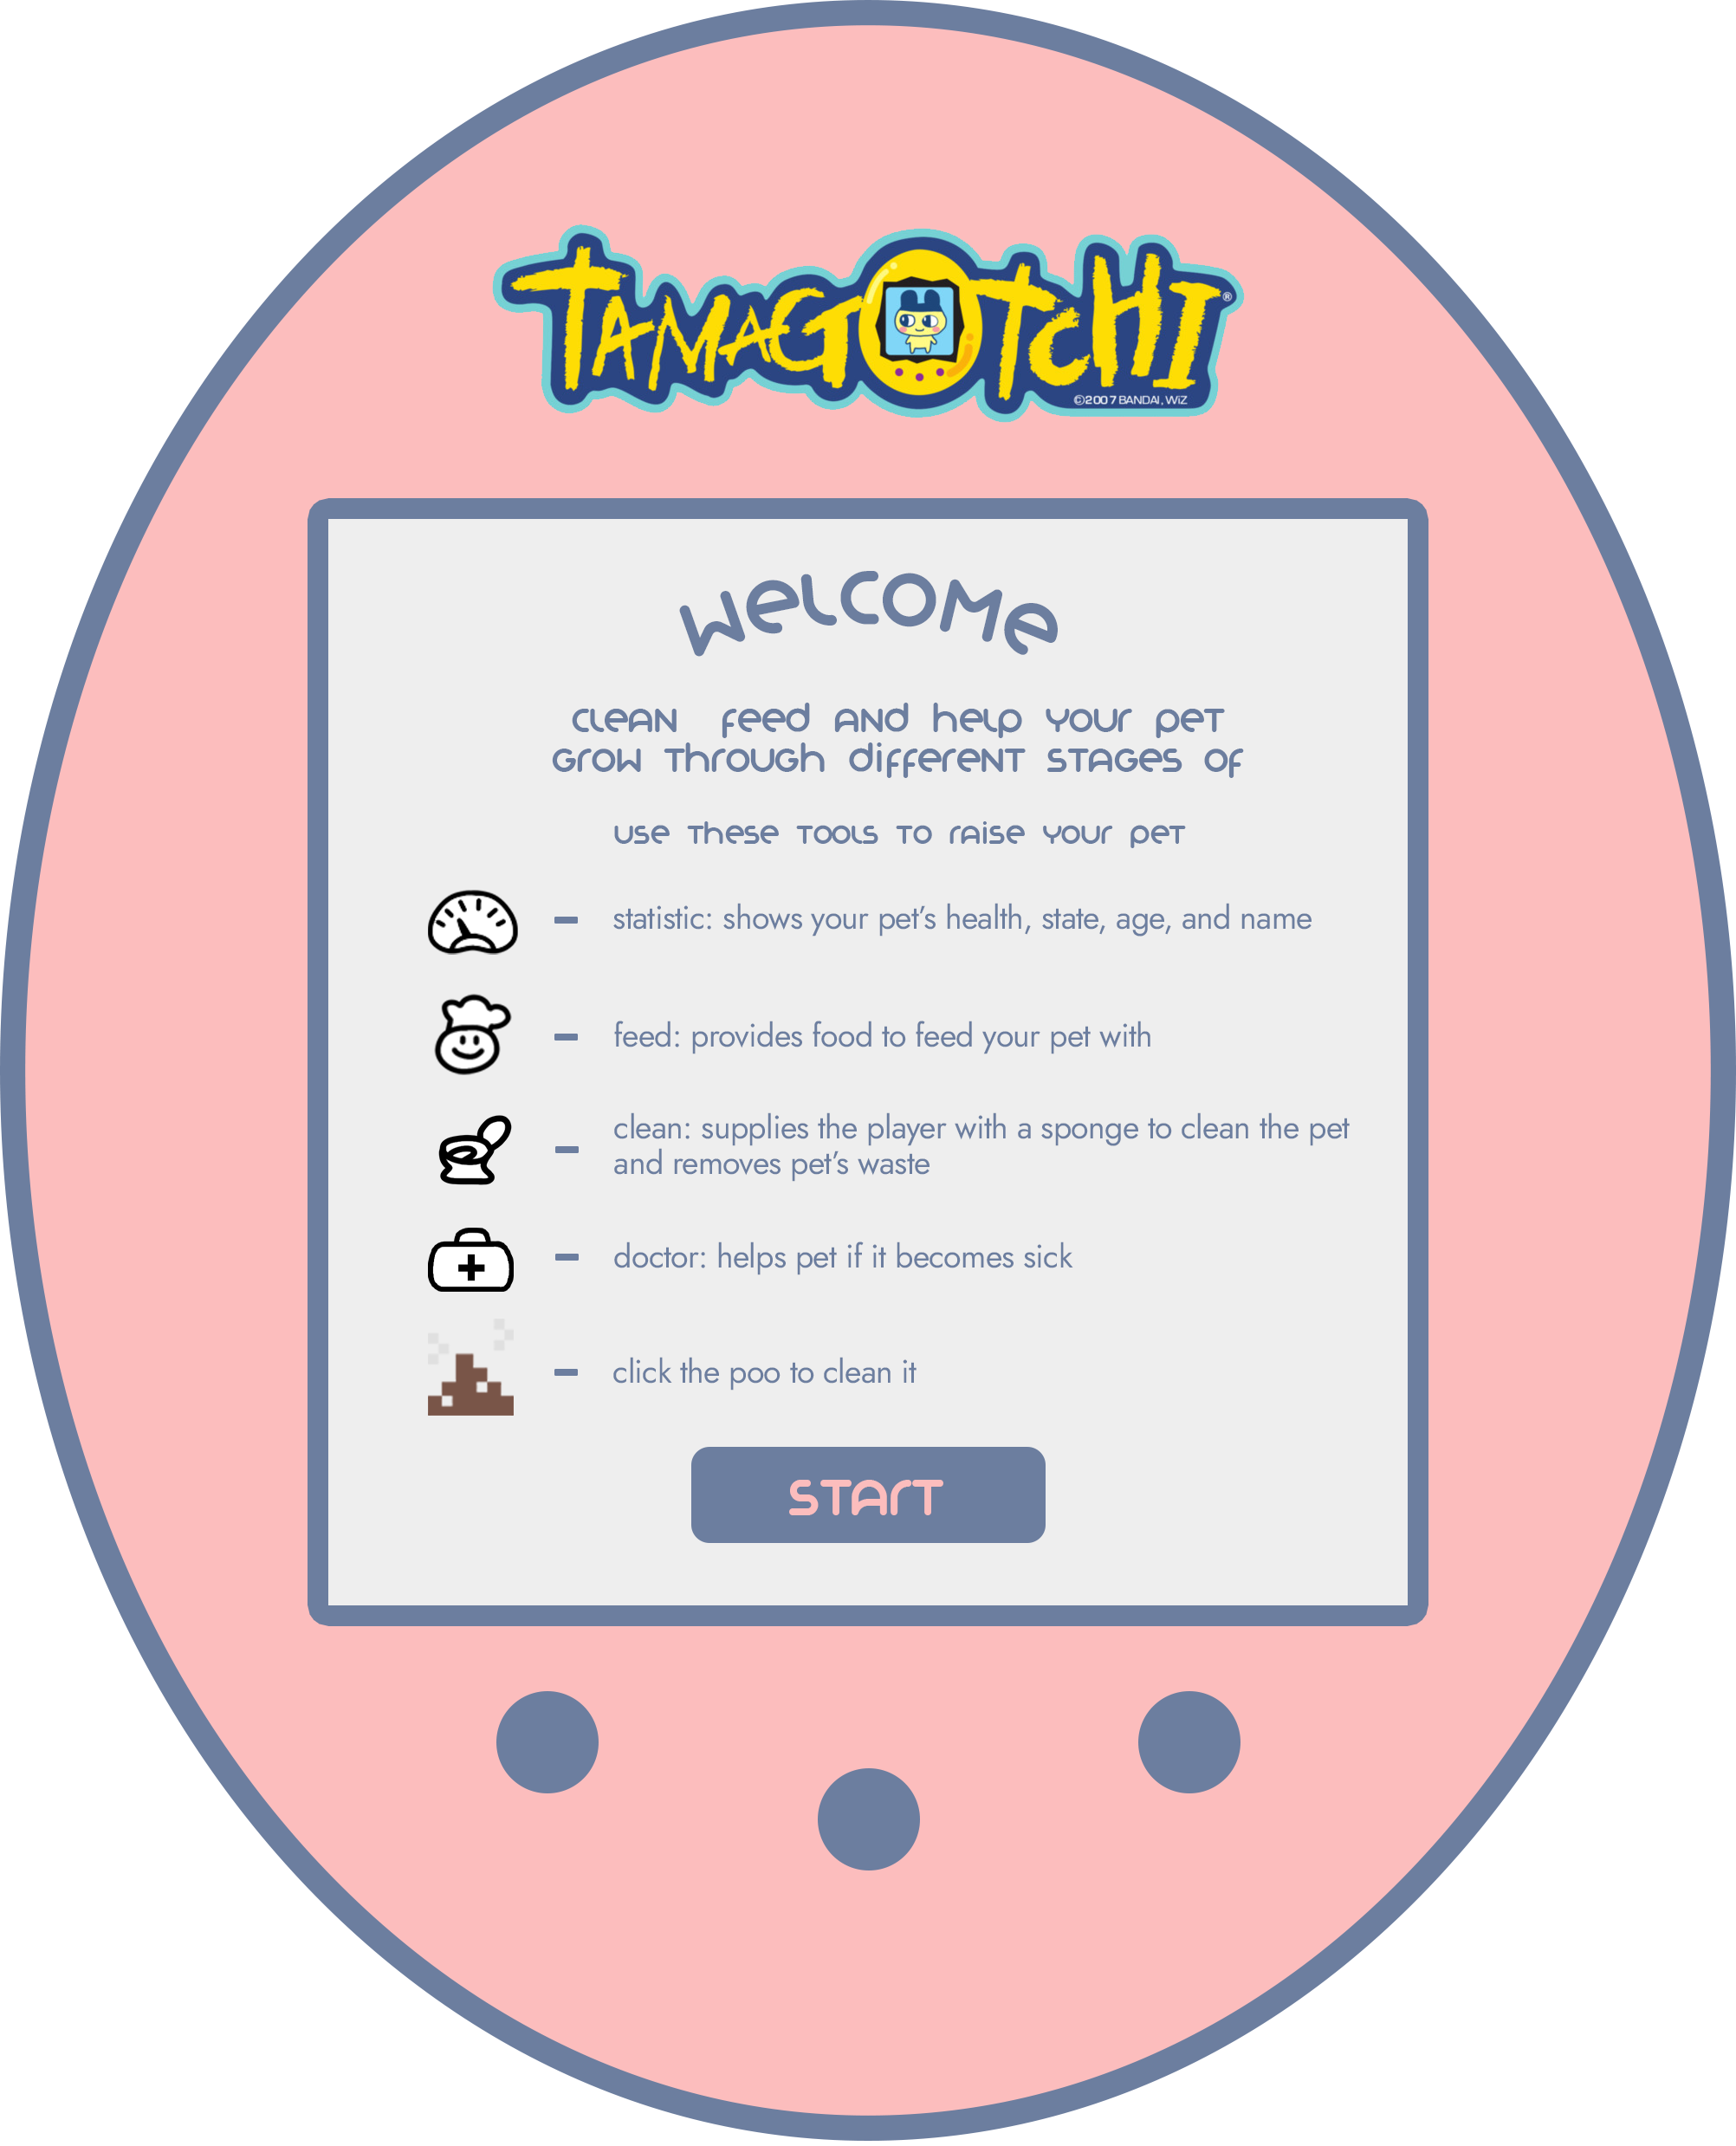 TAMAGOTCHI ®
©2007 BANDAI, WiZ
WeLCOMe
CLeAN feed ANd help YOUr peT
GrOW ThrOUGh differeNT STAGeS Of
USe TheSe TOOLS TO rAiSe YOUr peT
statistic: shows your pet's health, state, age, and name
feed: provides food to feed your pet with
clean: supplies the player with a sponge to clean the pet
and removes pet's waste
doctor: helps pet if it becomes sick
click the poo to clean it
START